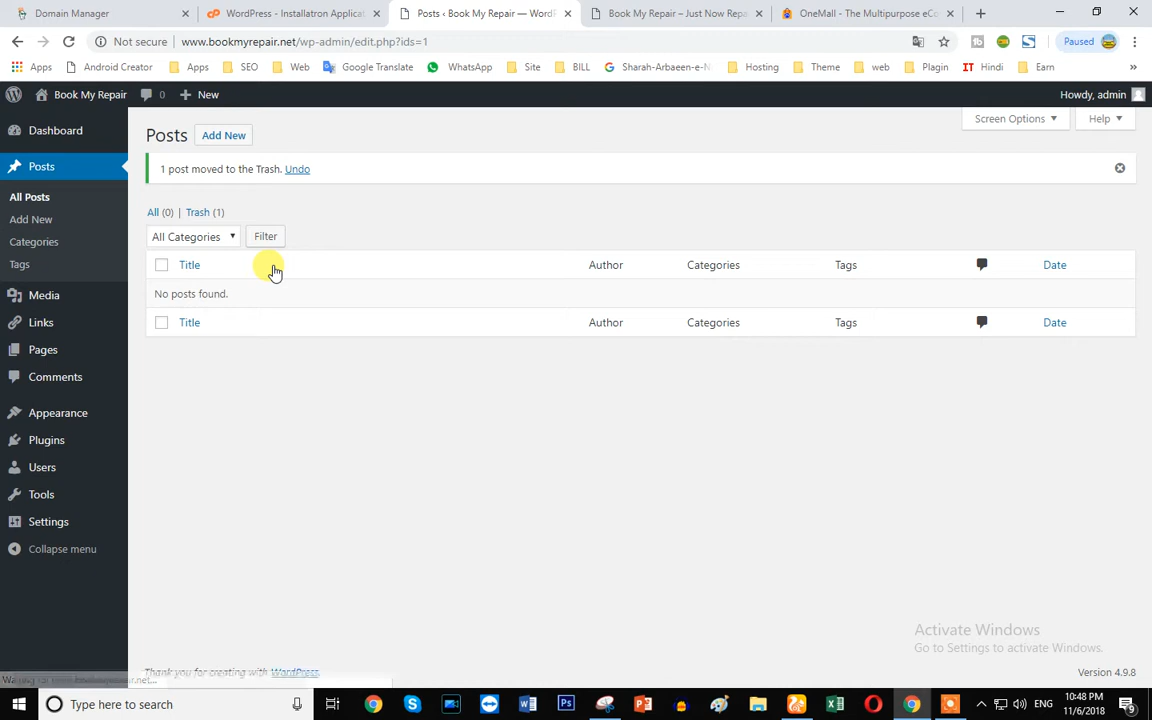 Domain Manager
WordPress - Installatron Applicat
Posts ‹ Book My Repair — WordP
Book My Repair – Just Now Repa
OneMall - The Multipurpose eCo
Not secure | www.bookmyrepair.net/wp-admin/edit.php?ids=1
Paused
Apps
Android Creator
Apps
SEO
Web
Google Translate
WhatsApp
Site
BILL
Sharah-Arbaeen-e-N
Hosting
Theme
web
Plagin
IT Hindi
Earn
»
Book My Repair
0
New
Howdy, admin
Dashboard
Posts
All Posts
Add New
Categories
Tags
Media
Links
Pages
Comments
Appearance
Plugins
Users
Tools
Settings
Collapse menu
Screen Options
Help
Posts
Add New
1 post moved to the Trash. Undo
All (0) | Trash (1)
All Categories
Filter
Title
Author
Categories
Tags
Date
No posts found.
Title
Author
Categories
Tags
Date
Activate Windows
Go to Settings to activate Windows.
Thank you for creating with WordPress.
Version 4.9.8
Type here to search
ENG
10:48 PM
11/6/2018
9